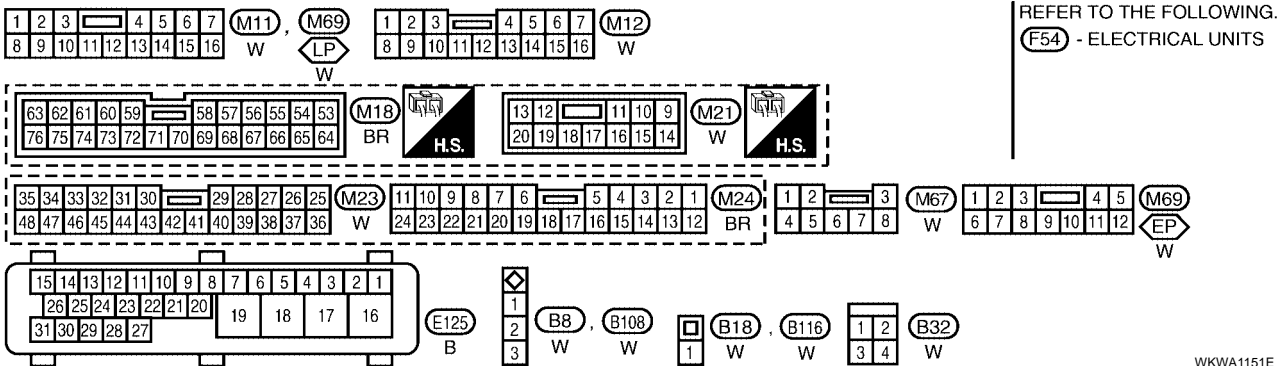 1 2 3 4 5 6 7 M11 , M69 1 2 3 4 5 6 7 M12
8 9 10 11 12 13 14 15 16 W LP 8 9 10 11 12 13 14 15 16 W
W
REFER TO THE FOLLOWING.
F54 - ELECTRICAL UNITS
63 62 61 60 59 58 57 56 55 54 53 M18
76 75 74 73 72 71 70 69 68 67 66 65 64 BR
H.S.
13 12 11 10 9 M21
20 19 18 17 16 15 14 W
H.S.
35 34 33 32 31 30 29 28 27 26 25 M23
48 47 46 45 44 43 42 41 40 39 38 37 36 W
11 10 9 8 7 6 5 4 3 2 1 M24
24 23 22 21 20 19 18 17 16 15 14 13 12 BR
1 2 3 M67
4 5 6 7 8 W
1 2 3 4 5 M69
6 7 8 9 10 11 12 EP
W
15 14 13 12 11 10 9 8 7 6 5 4 3 2 1
26 25 24 23 22 21 20 19 18 17 16
31 30 29 28 27
E125
B
1
2
3
B8 , B108
W W
1
B18 , B116
W W
1 2
3 4
B32
W
WKWA1151E